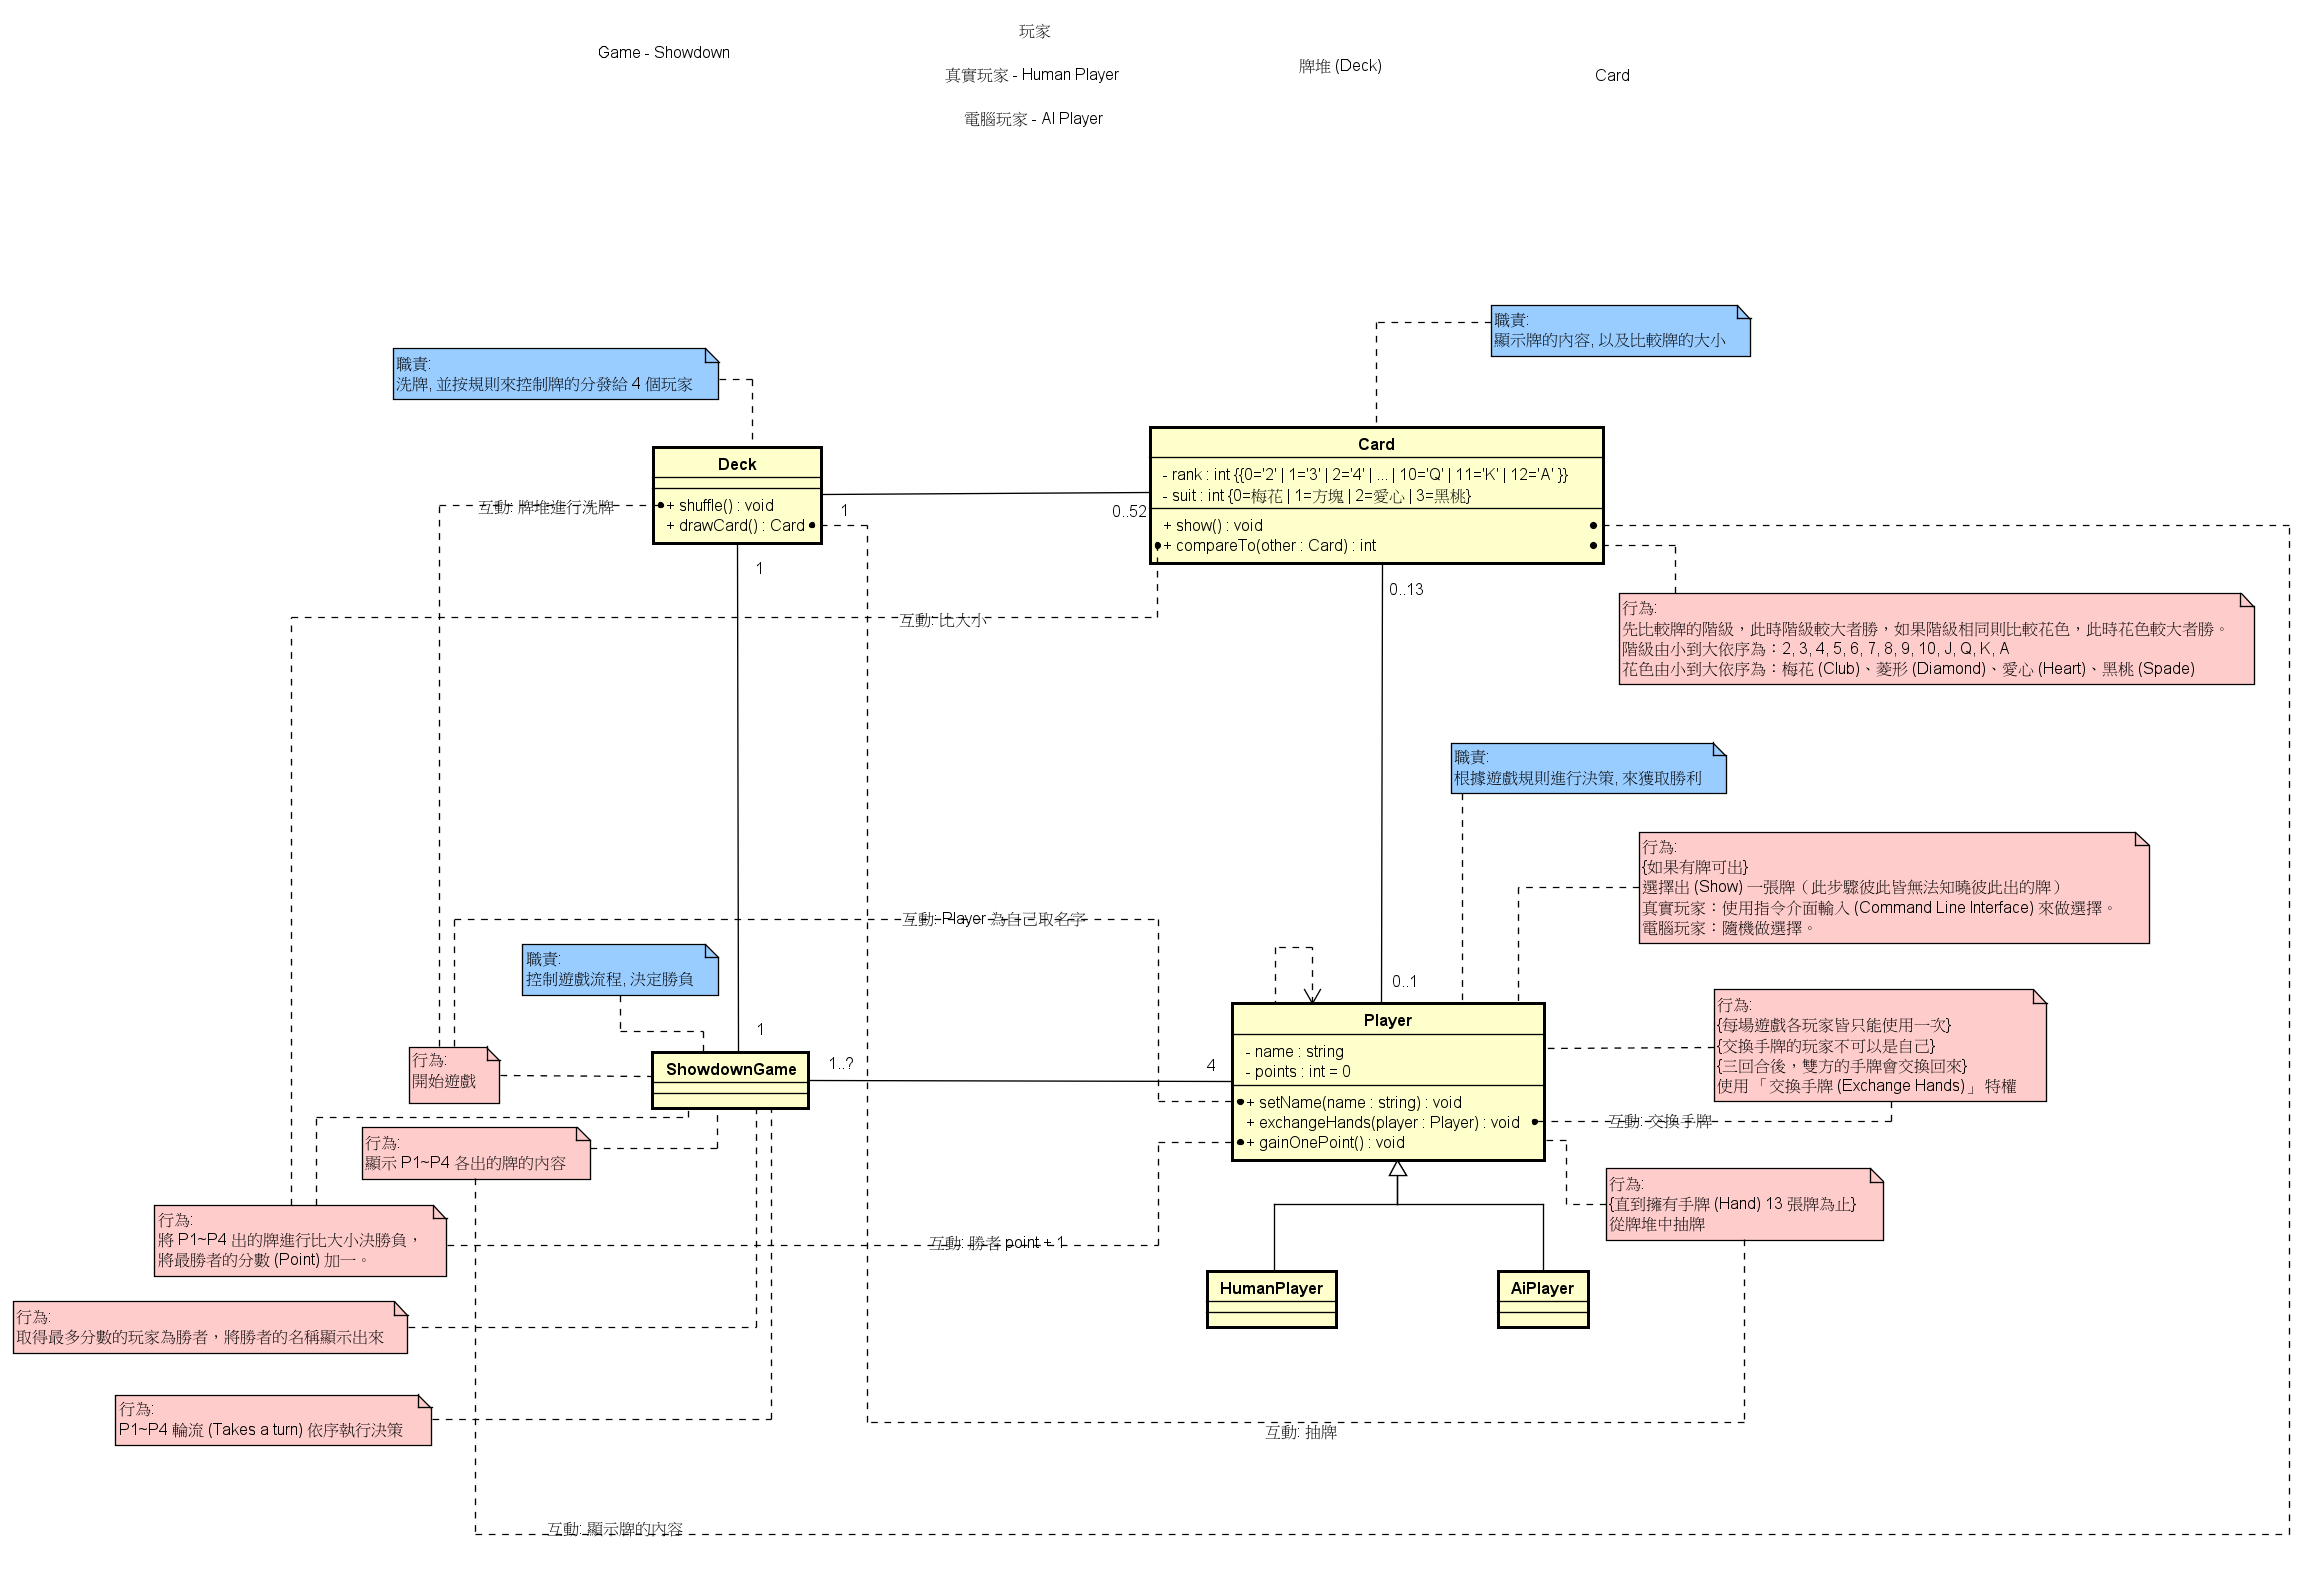 玩家
Game - Showdown
真實玩家 - Human Player
牌堆 (Deck)
Card
電腦玩家 - AI Player
職責:
顯示牌的內容, 以及比較牌的大小
職責:
洗牌, 並按規則來控制牌的分發給 4 個玩家
Deck
+ shuffle() : void
+ drawCard() : Card
互動: 牌堆進行洗牌
1
0..52
Card
- rank : int {{0='2' | 1='3' | 2='4' | ... | 10='Q' | 11='K' | 12='A' }}
- suit : int {0=梅花 | 1=方塊 | 2=愛心 | 3=黑桃}
+ show() : void
+ compareTo(other : Card) : int
1
0..13
互動: 比大小
行為:
先比較牌的階級，此時階級較大者勝，如果階級相同則比較花色，此時花色較大者勝。
階級由小到大依序為：2, 3, 4, 5, 6, 7, 8, 9, 10, J, Q, K, A
花色由小到大依序為：梅花 (Club)、菱形 (Diamond)、愛心 (Heart)、黑桃 (Spade)
職責:
根據遊戲規則進行決策, 來獲取勝利
行為:
{如果有牌可出}
選擇出 (Show) 一張牌（此步驟彼此皆無法知曉彼此出的牌）
真實玩家：使用指令介面輸入 (Command Line Interface) 來做選擇。
電腦玩家：隨機做選擇。
互動: Player 為自己取名字
職責:
控制遊戲流程, 決定勝負
0..1
1
行為:
開始遊戲
ShowdownGame
1..?
4
Player
- name : string
- points : int = 0
+ setName(name : string) : void
+ exchangeHands(player : Player) : void
+ gainOnePoint() : void
行為:
{每場遊戲各玩家皆只能使用一次}
{交換手牌的玩家不可以是自己}
{三回合後，雙方的手牌會交換回來}
使用 「 交換手牌 (Exchange Hands) 」 特權
互動: 交換手牌
行為:
顯示 P1~P4 各出的牌的內容
行為:
{直到擁有手牌 (Hand) 13 張牌為止}
從牌堆中抽牌
行為:
將 P1~P4 出的牌進行比大小決勝負，
將最勝者的分數 (Point) 加一。
互動: 勝者 point + 1
HumanPlayer
AiPlayer
行為:
取得最多分數的玩家為勝者，將勝者的名稱顯示出來
行為:
P1~P4 輪流 (Takes a turn) 依序執行決策
互動: 抽牌
互動: 顯示牌的內容